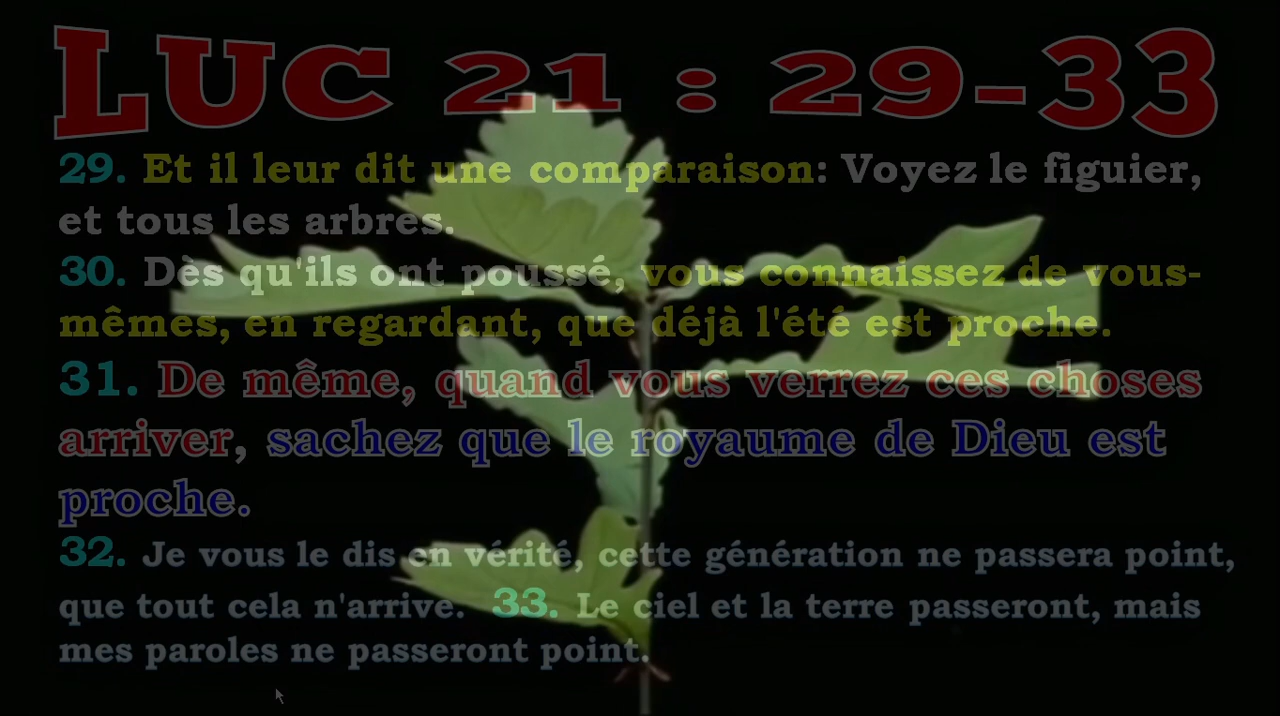 LUC 21 : 29-33
29. Et il leur dit une comparaison: Voyez le figuier,
et tous les arbres.
30. Dès qu'ils ont poussé, vous connaissez de vous-
mêmes, en regardant, que déjà l'été est proche.
31. De même, quand vous verrez ces choses
arriver, sachez que le royaume de Dieu est
proche.
32. Je vous le dis en vérité, cette génération ne passera point,
que tout cela n'arrive. 33. Le ciel et la terre passeront, mais
mes paroles ne passeront point.